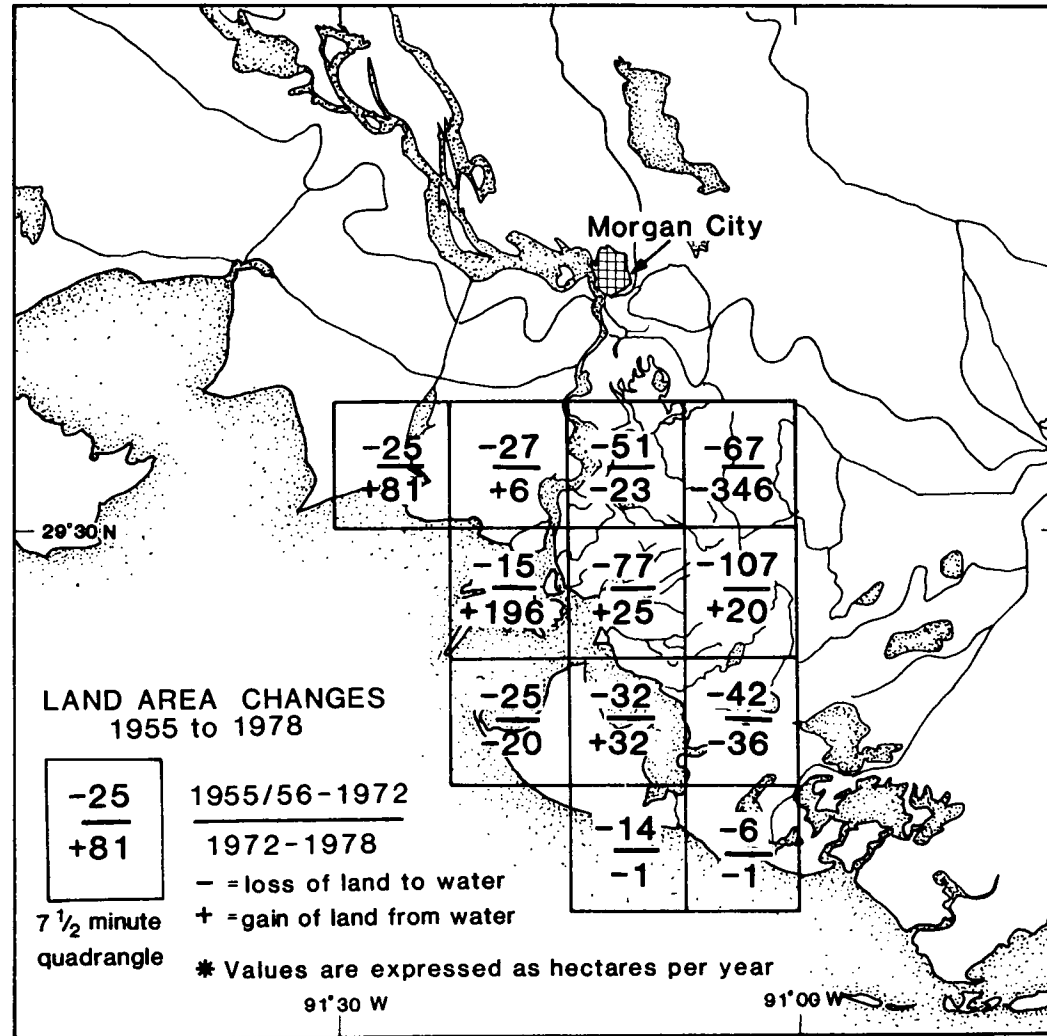 Morgan City
-25
+81
-27
+6
-51
-23
-67
-346
29°30 N
-15
+196
-77
+25
-107
+20
-25
-20
-32
+32
-42
-36
-14
-1
-6
-1
LAND AREA CHANGES
1955 to 1978
-25
+81
1955/56-1972
1972-1978
- = loss of land to water
+ = gain of land from water
7 ½ minute
quadrangle
✱ Values are expressed as hectares per year
91°30 W
91°00 W